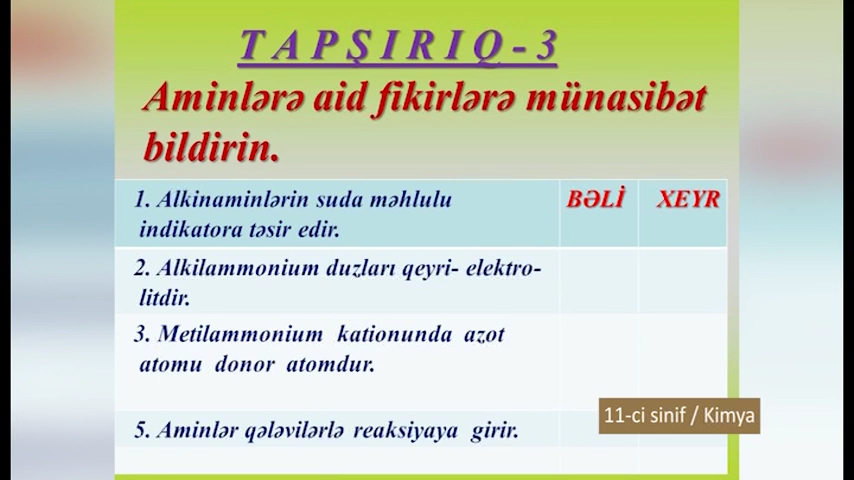 T A P Ş I R I Q - 3
Aminlərə aid fikirlərə münasibət
bildirin.
1. Alkinaminlərin suda məhlulu
indikatora təsir edir.
BƏLİ
XEYR
2. Alkilammonium duzları qeyri- elektro-
litdir.
3. Metilammonium kationunda azot
atomu donor atomdur.
5. Aminlər qələvilərlə reaksiyaya girir.
11-ci sinif / Kimya